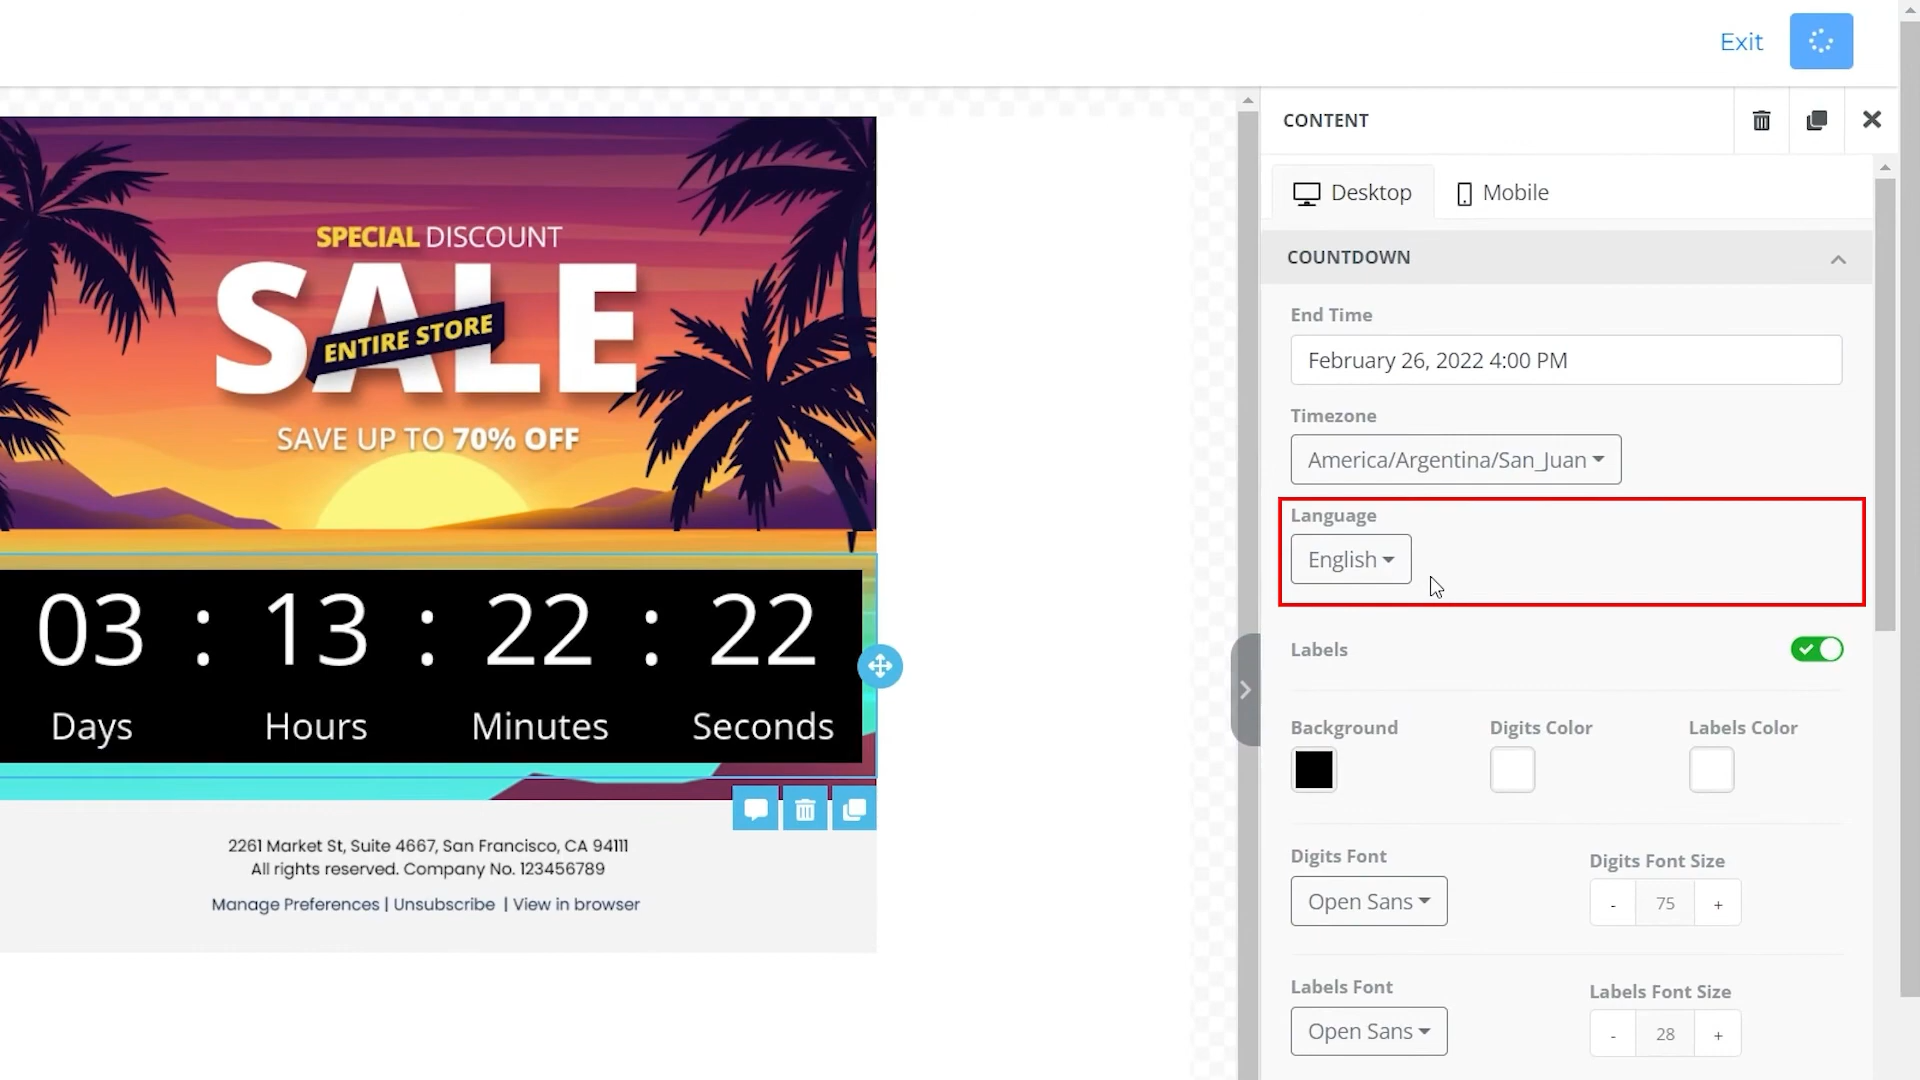 Exit
SPECIAL DISCOUNT
SALE
ENTIRE STORE
SAVE UP TO 70% OFF
03 : 13 : 22 : 22
Days Hours Minutes Seconds
2261 Market St, Suite 4667, San Francisco, CA 94111
All rights reserved. Company No. 123456789
Manage Preferences | Unsubscribe | View in browser
CONTENT
Desktop Mobile
COUNTDOWN
End Time
February 26, 2022 4:00 PM
Timezone
America/Argentina/San_Juan
Language
English
Labels
Background Digits Color Labels Color
Digits Font Digits Font Size
Open Sans - 75 +
Labels Font Labels Font Size
Open Sans - 28 +